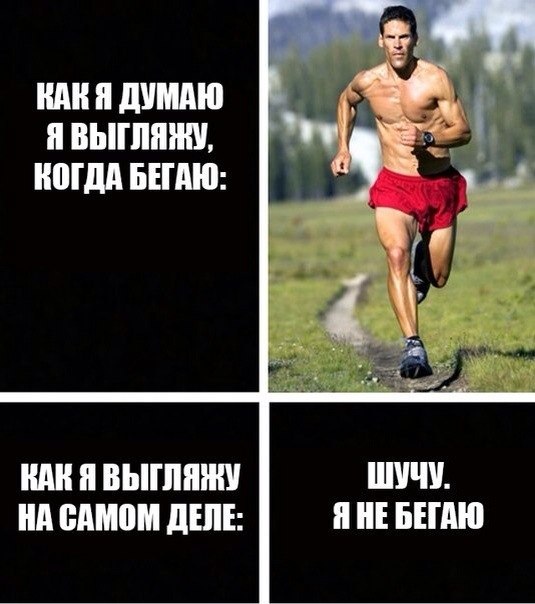 КАК Я ДУМАЮ
Я ВЫГЛЯЖУ,
КОГДА БЕГАЮ:
КАК Я ВЫГЛЯЖУ
НА САМОМ ДЕЛЕ:
ШУЧУ.
Я НЕ БЕГАЮ